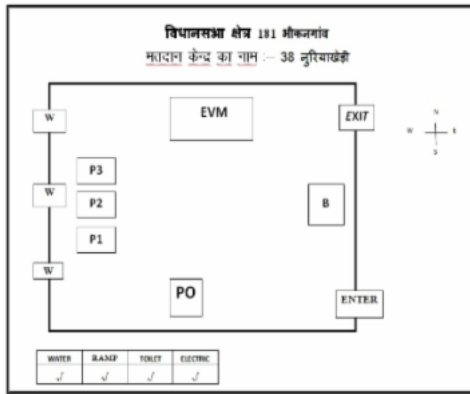 विधानसभा क्षेत्र 181 भीकनगांव
मतदान केन्द्र का नाम :– 38 नुरियाखेडी
EVM
W
EXIT
N
W E
S
P3
W
P2
B
P1
W
PO
ENTER
WATER RAMP TOILET ELECTRIC
√ √ √ √